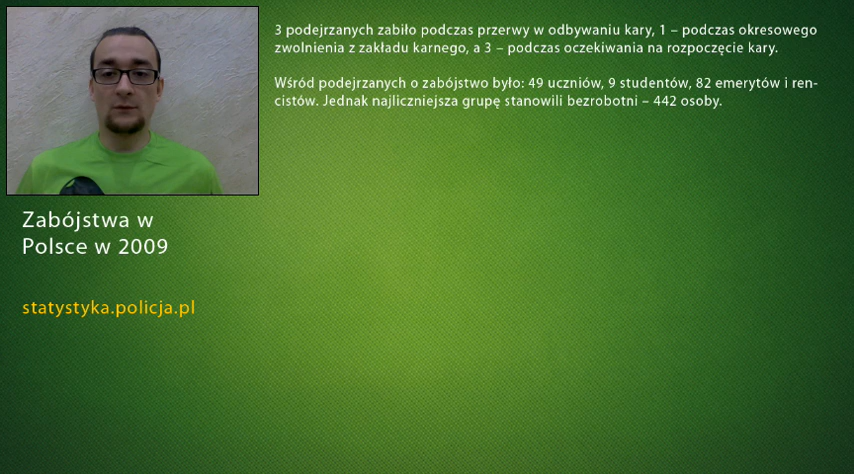 3 podejrzanych zabiło podczas przerwy w odbywaniu kary, 1 – podczas okresowego
zwolnienia z zakładu karnego, a 3 – podczas oczekiwania na rozpoczęcie kary.
Wśród podejrzanych o zabójstwo było: 49 uczniów, 9 studentów, 82 emerytów i ren-
cistów. Jednak najliczniejsza grupę stanowili bezrobotni – 442 osoby.
Zabójstwa w
Polsce w 2009
statystyka.policja.pl